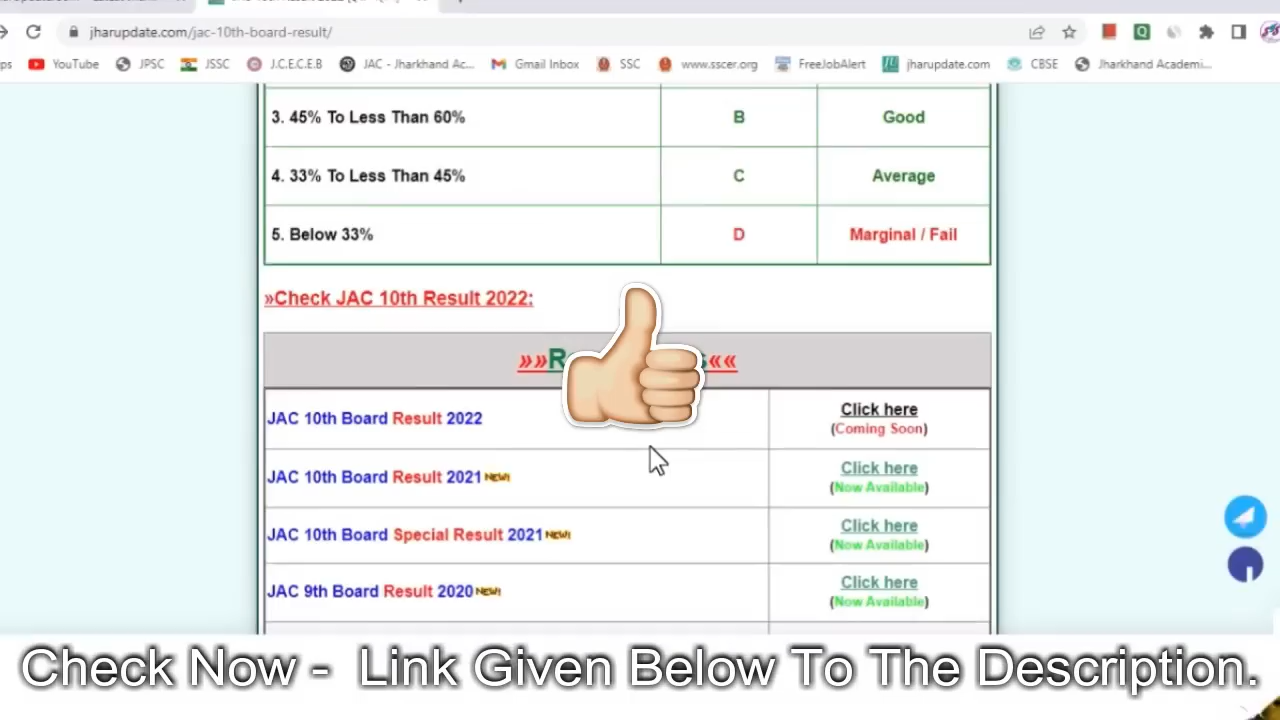 jharupdate.com/jac-10th-board-result/
ps YouTube JPSC JSSC J.C.E.C.E.B JAC - Jharkhand Ac... Gmail Inbox SSC www.sscer.org FreeJobAlert jharupdate.com CBSE Jharkhand Academi...
3. 45% To Less Than 60% B Good
4. 33% To Less Than 45% C Average
5. Below 33% D Marginal / Fail
»Check JAC 10th Result 2022:
»» ««
JAC 10th Board Result 2022 Click here
(Coming Soon)
JAC 10th Board Result 2021 NEW! Click here
(Now Available)
JAC 10th Board Special Result 2021 NEW! Click here
(Now Available)
JAC 9th Board Result 2020 NEW! Click here
(Now Available)
Check Now - Link Given Below To The Description.